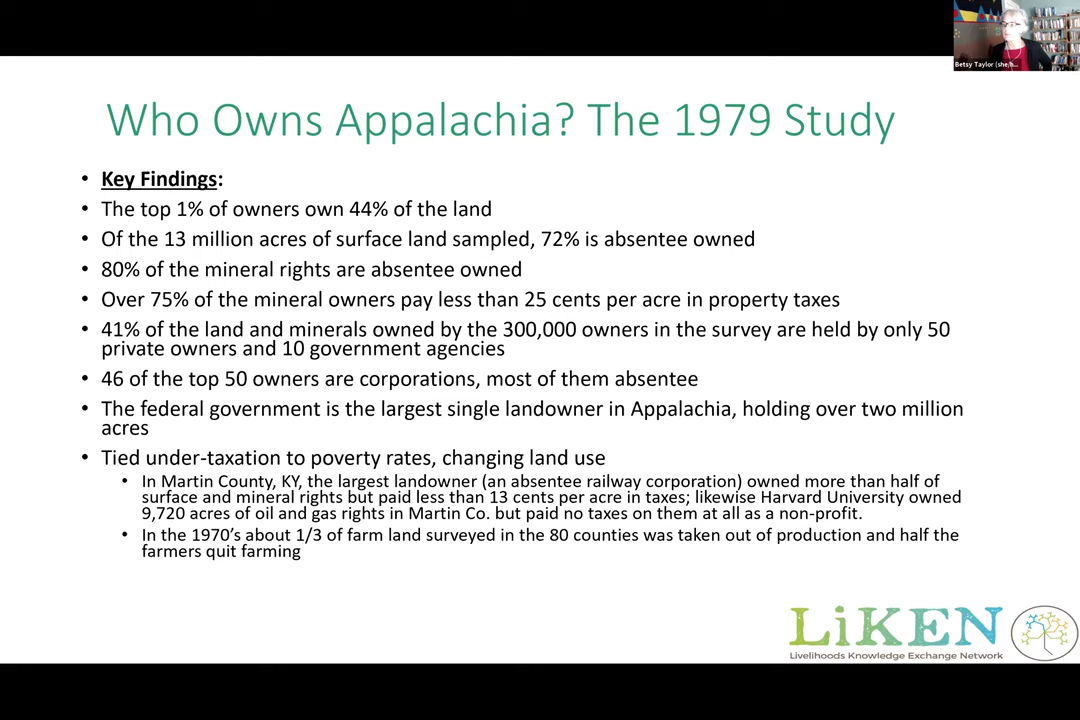 Betsy Taylor (she/h...
Who Owns Appalachia? The 1979 Study
• Key Findings:
• The top 1% of owners own 44% of the land
• Of the 13 million acres of surface land sampled, 72% is absentee owned
• 80% of the mineral rights are absentee owned
• Over 75% of the mineral owners pay less than 25 cents per acre in property taxes
• 41% of the land and minerals owned by the 300,000 owners in the survey are held by only 50
private owners and 10 government agencies
• 46 of the top 50 owners are corporations, most of them absentee
• The federal government is the largest single landowner in Appalachia, holding over two million
acres
• Tied under-taxation to poverty rates, changing land use
• In Martin County, KY, the largest landowner (an absentee railway corporation) owned more than half of
surface and mineral rights but paid less than 13 cents per acre in taxes; likewise Harvard University owned
9,720 acres of oil and gas rights in Martin Co. but paid no taxes on them at all as a non-profit.
• In the 1970’s about 1/3 of farm land surveyed in the 80 counties was taken out of production and half the
farmers quit farming
LiKEN
Livelihoods Knowledge Exchange Network